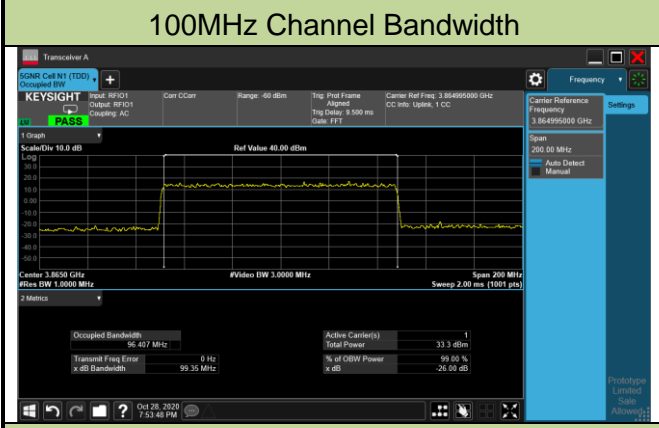 100MHz Channel Bandwidth
Transceiver A
5GNR Cell N1 (TDD)
Occupied BW
Frequency
KEYSIGHT
Input: RFIO1
Output: RFIO1
Coupling: AC
Corr CCorr
Range: -60 dBm
Trig: Prot Frame
Aligned
Trig Delay: 9.500 ms
Gate: FFT
Carrier Ref Freq: 3.864995000 GHz
CC Info: Uplink, 1 CC
PASS
Carrier Reference
Frequency
3.864995000 GHz
Settings
Span
200.00 MHz
Auto Detect
Manual
1 Graph
Scale/Div 10.0 dB
Ref Value 40.00 dBm
Log
30.0
20.0
10.0
0.00
-10.0
-20.0
-30.0
-40.0
-50.0
Center 3.8650 GHz
#Video BW 3.0000 MHz
Span 200 MHz
#Res BW 1.0000 MHz
Sweep 2.00 ms (1001 pts)
2 Metrics
Occupied Bandwidth
96.407 MHz
Active Carrier(s) 1
Total Power 33.3 dBm
Transmit Freq Error 0 Hz
x dB Bandwidth 99.35 MHz
% of OBW Power 99.00 %
x dB -26.00 dB
Prototype
Limited
Sale
Allowed
Oct 28, 2020
7:53:48 PM